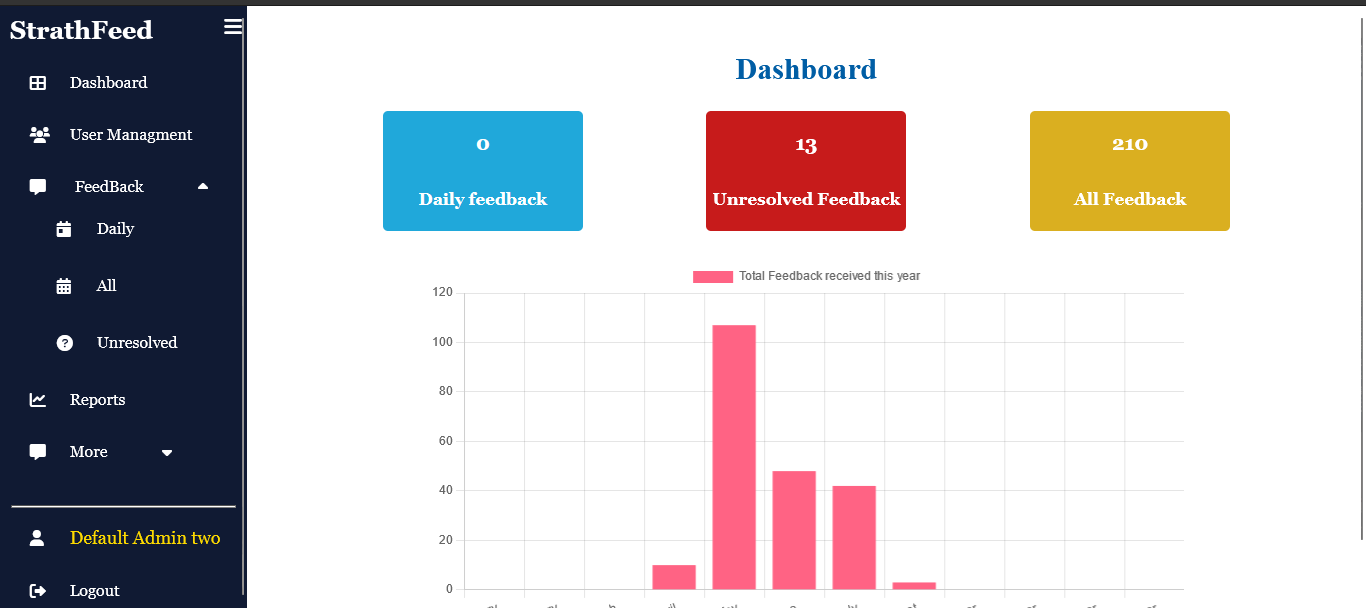 StrathFeed
Dashboard
User Managment
FeedBack
Daily
All
Unresolved
Reports
More
Default Admin two
Logout
Dashboard
0
Daily feedback
13
Unresolved Feedback
210
All Feedback
Total Feedback received this year
120
100
80
60
40
20
0